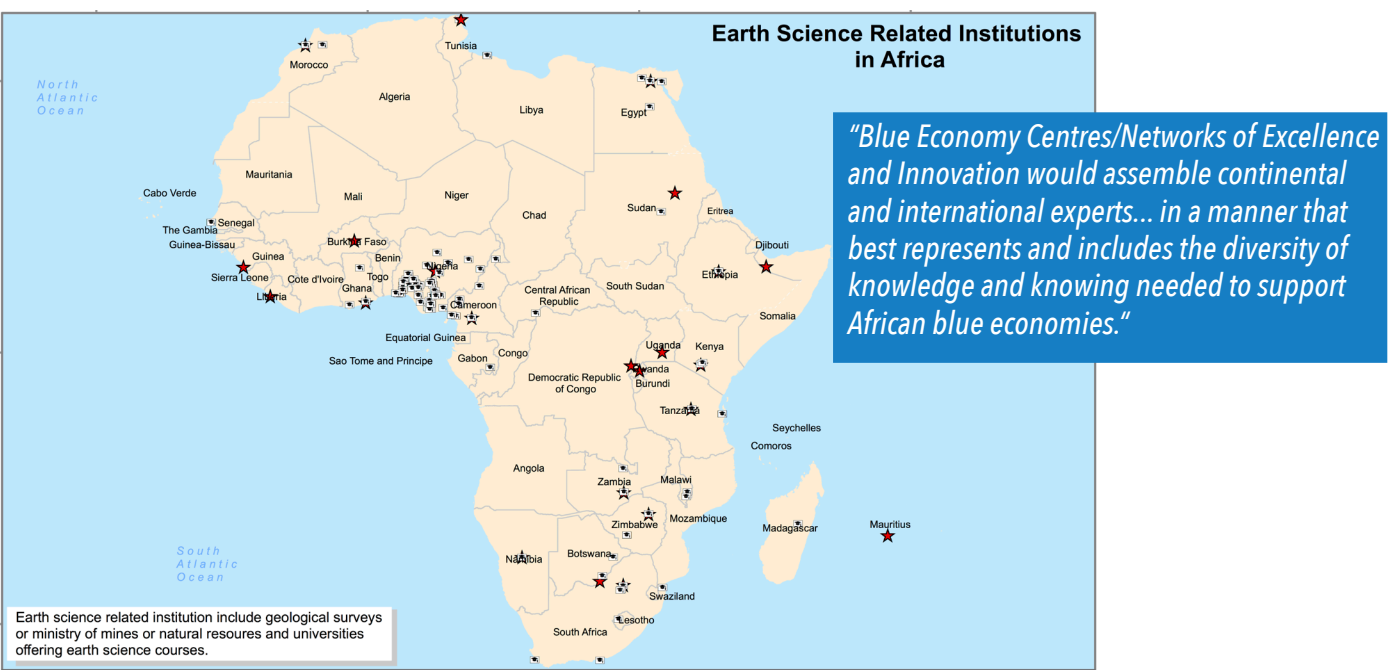 Earth Science Related Institutions
in Africa
North
Atlantic
Ocean
Morocco
Tunisia
Algeria
Libya
Egypt
Mauritania
Mali
Niger
Chad
Sudan
Eritrea
Djibouti
Cabo Verde
Senegal
The Gambia
Guinea-Bissau
Guinea
Sierra Leone
Liberia
Cote d'Ivoire
Burkina Faso
Ghana
Togo
Benin
Nigeria
Cameroon
Central African
Republic
South Sudan
Ethiopia
Somalia
Equatorial Guinea
Sao Tome and Principe
Gabon
Congo
Democratic Republic
of Congo
Uganda
Kenya
Rwanda
Burundi
Tanzania
Seychelles
Comoros
Angola
Zambia
Malawi
Mozambique
Zimbabwe
Madagascar
Mauritius
Namibia
Botswana
Swaziland
Lesotho
South Africa
South
Atlantic
Ocean
Earth science related institution include geological surveys
or ministry of mines or natural resoures and universities
offering earth science courses.
“Blue Economy Centres/Networks of Excellence
and Innovation would assemble continental
and international experts... in a manner that
best represents and includes the diversity of
knowledge and knowing needed to support
African blue economies.“